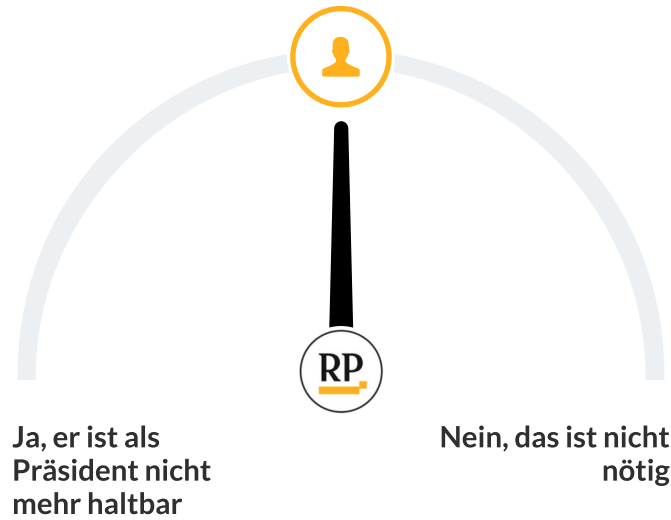 RP
Ja, er ist als
Präsident nicht
mehr haltbar
Nein, das ist nicht
nötig